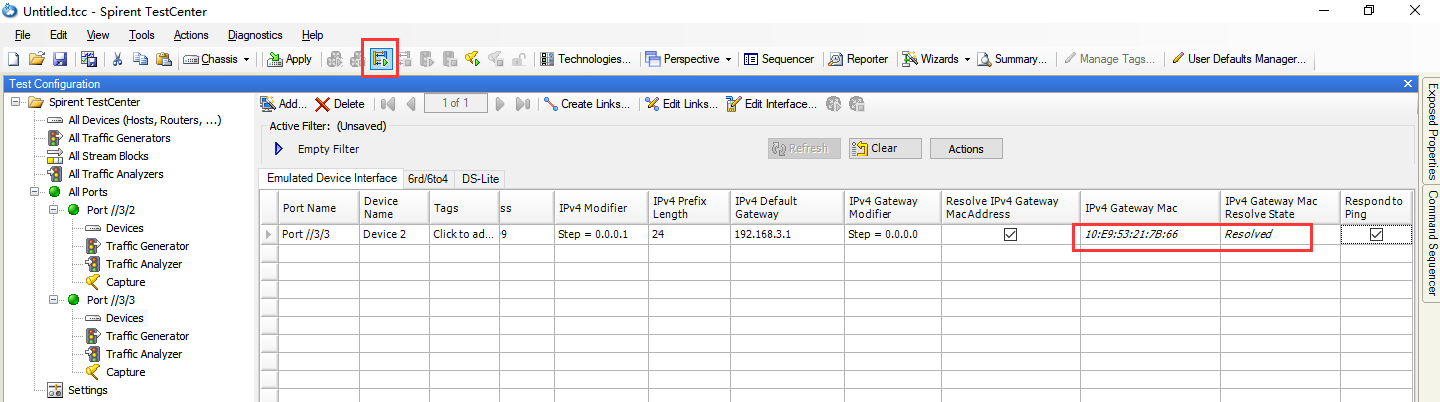 Untitled.tcc - Spirent TestCenter
File Edit View Tools Actions Diagnostics Help
Chassis Apply Technologies... Perspective Sequencer Reporter Wizards Summary... Manage Tags... User Defaults Manager...
Test Configuration
Spirent TestCenter
All Devices (Hosts, Routers, ...)
All Traffic Generators
All Stream Blocks
All Traffic Analyzers
All Ports
Port //3/2
Devices
Traffic Generator
Traffic Analyzer
Capture
Port //3/3
Devices
Traffic Generator
Traffic Analyzer
Capture
Settings
Add... Delete 1 of 1 Create Links... Edit Links... Edit Interface...
Active Filter: (Unsaved)
Empty Filter Refresh Clear Actions
Emulated Device Interface 6rd/6to4 DS-Lite
Port Name Device Name Tags ss IPv4 Modifier IPv4 Prefix Length IPv4 Default Gateway IPv4 Gateway Modifier Resolve IPv4 Gateway MacAddress IPv4 Gateway Mac IPv4 Gateway Mac Resolve State Respond to Ping
Port //3/3 Device 2 Click to ad... 9 Step = 0.0.0.1 24 192.168.3.1 Step = 0.0.0.0 10:E9:53:21:7B:66 Resolved
Exposed Properties
Command Sequencer